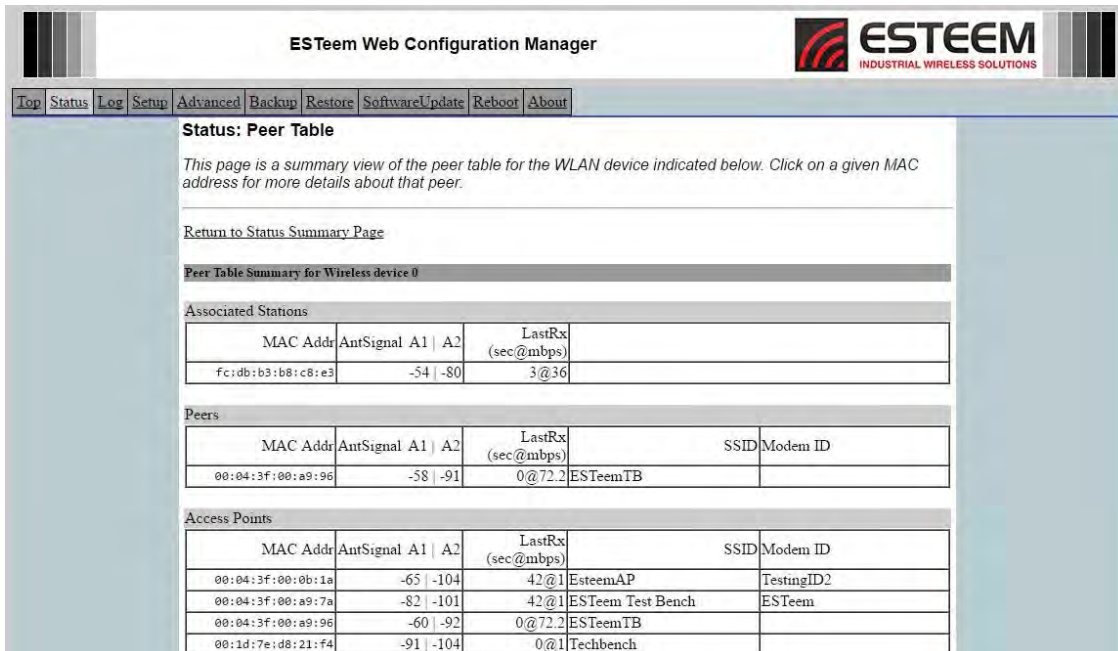 ESTeem Web Configuration Manager
ESTEEM
INDUSTRIAL WIRELESS SOLUTIONS
Top Status Log Setup Advanced Backup Restore SoftwareUpdate Reboot About
Status: Peer Table
This page is a summary view of the peer table for the WLAN device indicated below. Click on a given MAC
address for more details about that peer.
Return to Status Summary Page
Peer Table Summary for Wireless device 0
Associated Stations
MAC Addr AntSignal A1 | A2 LastRx (sec@mbps)
fc:db:b3:b8:c8:e3 -54 | -80 3@36
Peers
MAC Addr AntSignal A1 | A2 LastRx (sec@mbps) SSID Modem ID
00:04:3f:00:a9:96 -58 | -91 0@72.2 ESTeemTB
Access Points
MAC Addr AntSignal A1 | A2 LastRx (sec@mbps) SSID Modem ID
00:04:3f:00:0b:1a -65 | -104 42@1 EsteemAP TestingID2
00:04:3f:00:a9:7a -82 | -101 42@1 ESTeem Test Bench ESTeem
00:04:3f:00:a9:96 -60 | -92 0@72.2 ESTeemTB
00:1d:7e:d8:21:f4 -91 | -104 0@1 Techbench